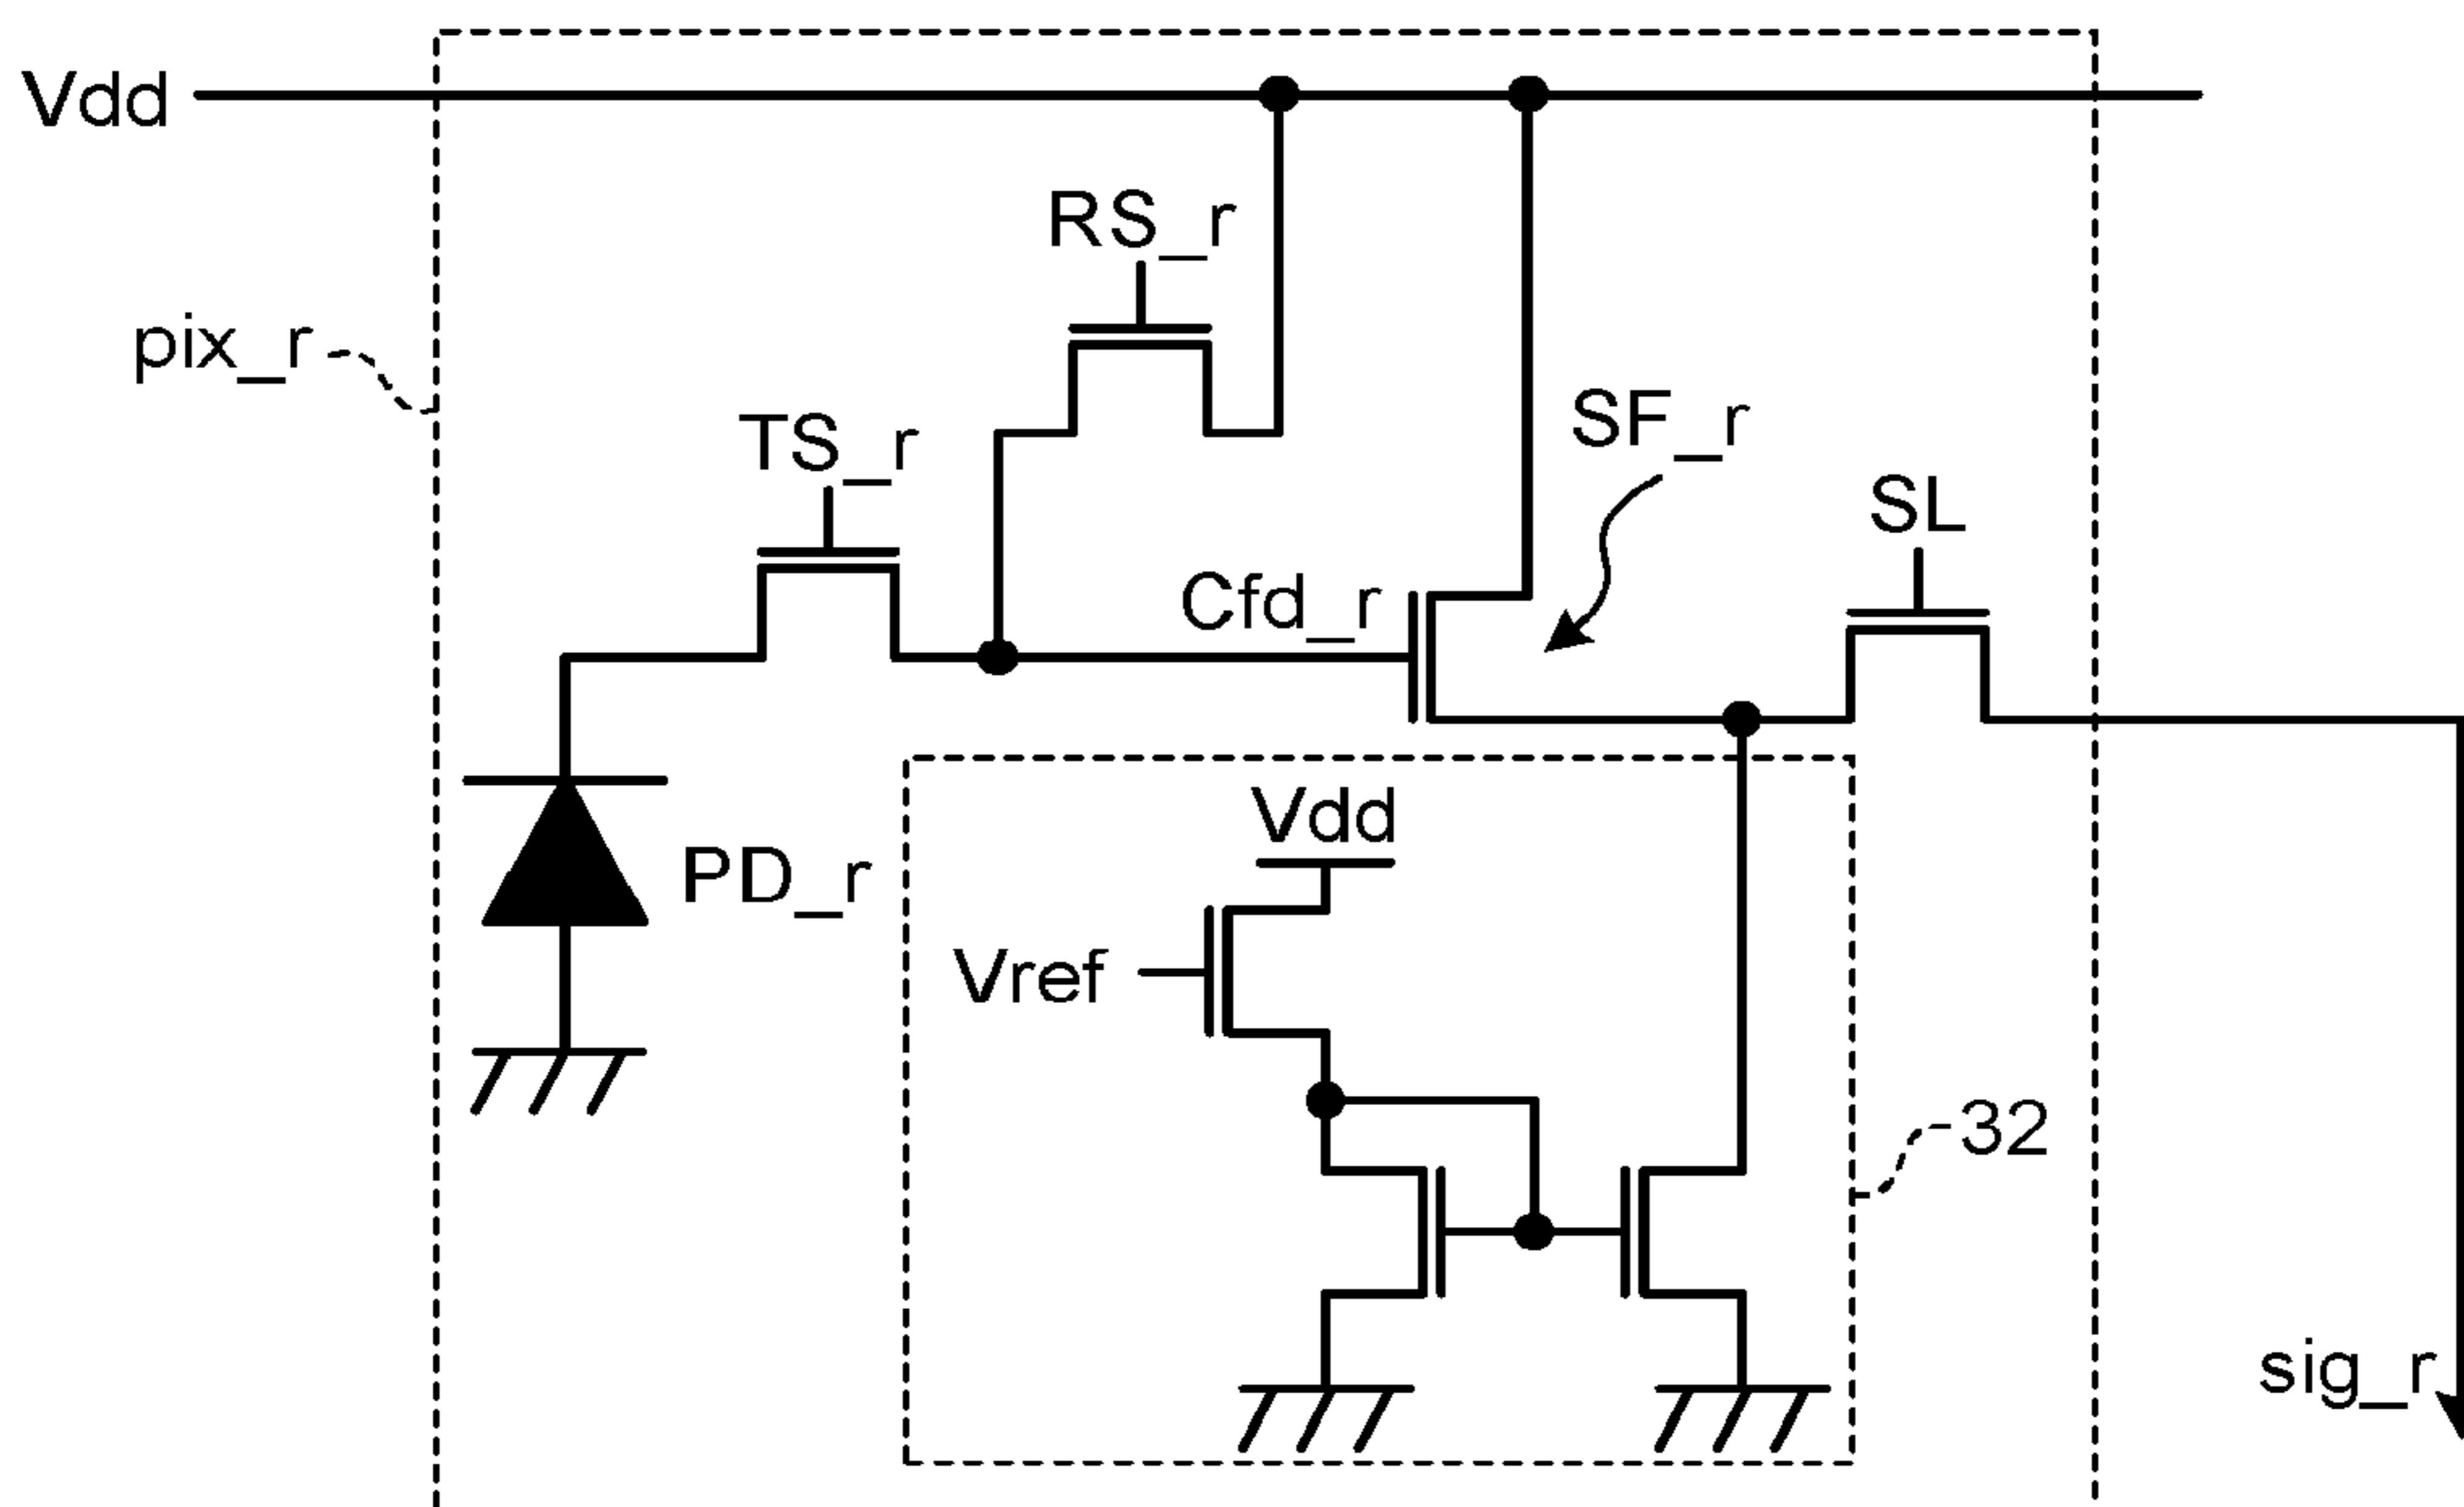 Vdd
RS_r
pix_r
TS_r
SF_r
SL
Cfd_r
Vdd
PD_r
Vref
32
sig_r